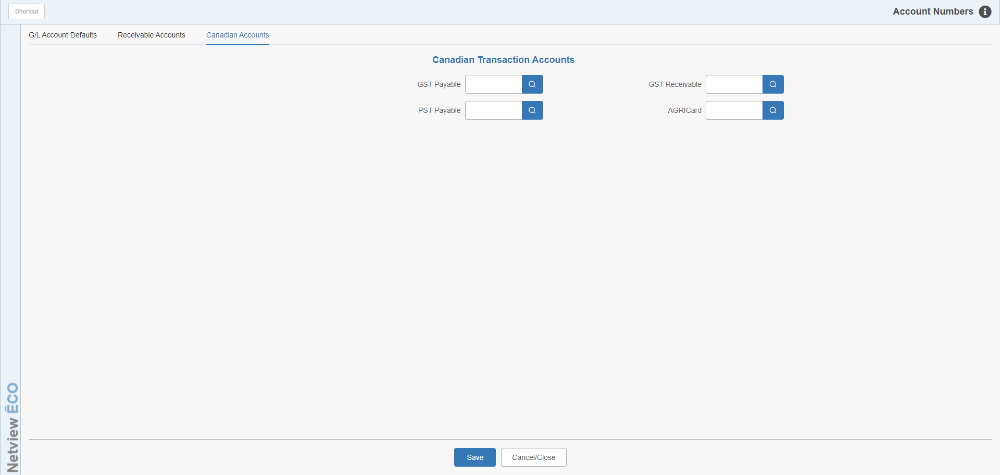 Shortcut
Account Numbers
G/L Account Defaults
Receivable Accounts
Canadian Accounts
Canadian Transaction Accounts
GST Payable
GST Receivable
PST Payable
AGRICard
Netview ĒCO
Save
Cancel/Close